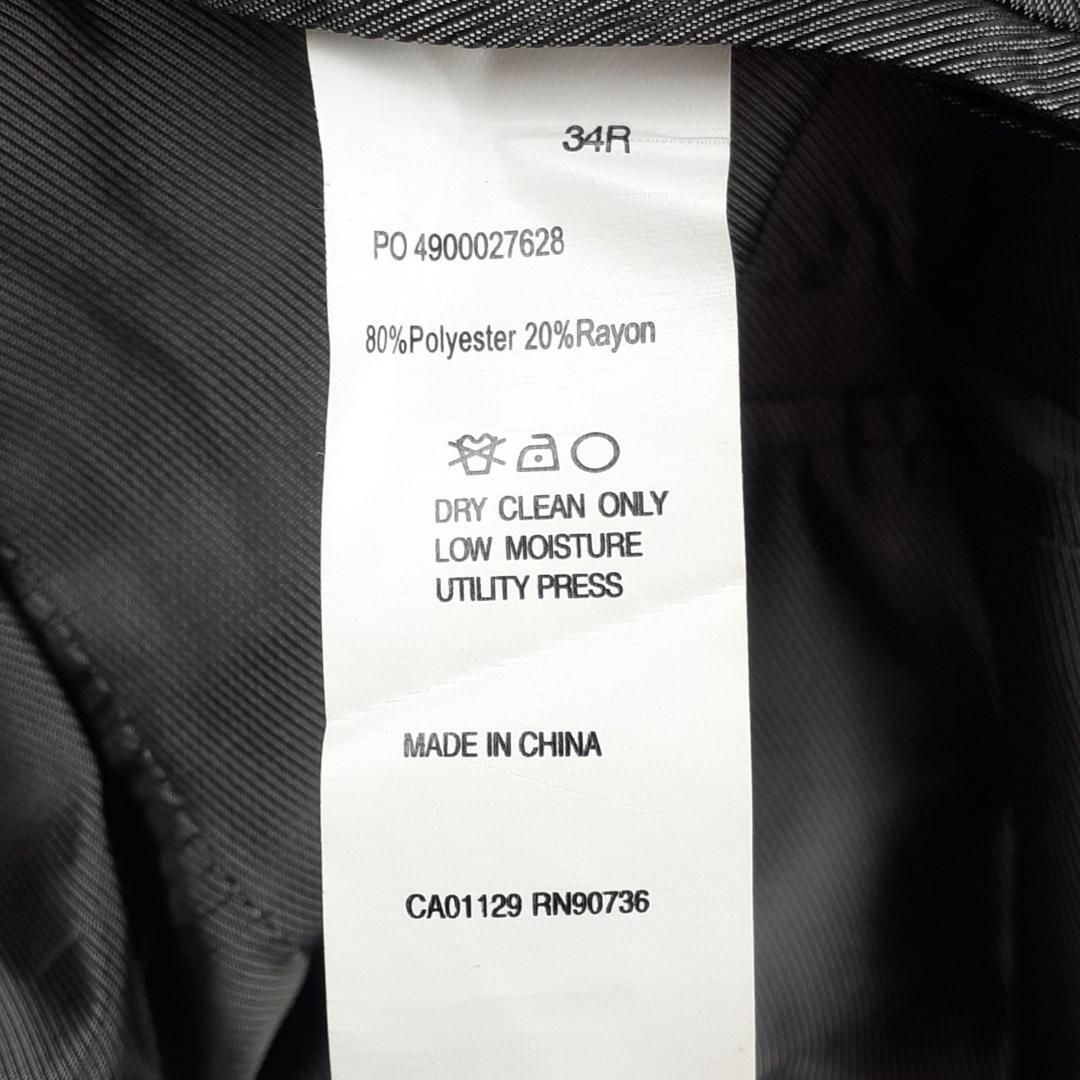 34R
PO 4900027628
80%Polyester 20%Rayon
DRY CLEAN ONLY
LOW MOISTURE
UTILITY PRESS
MADE IN CHINA
CA01129 RN90736